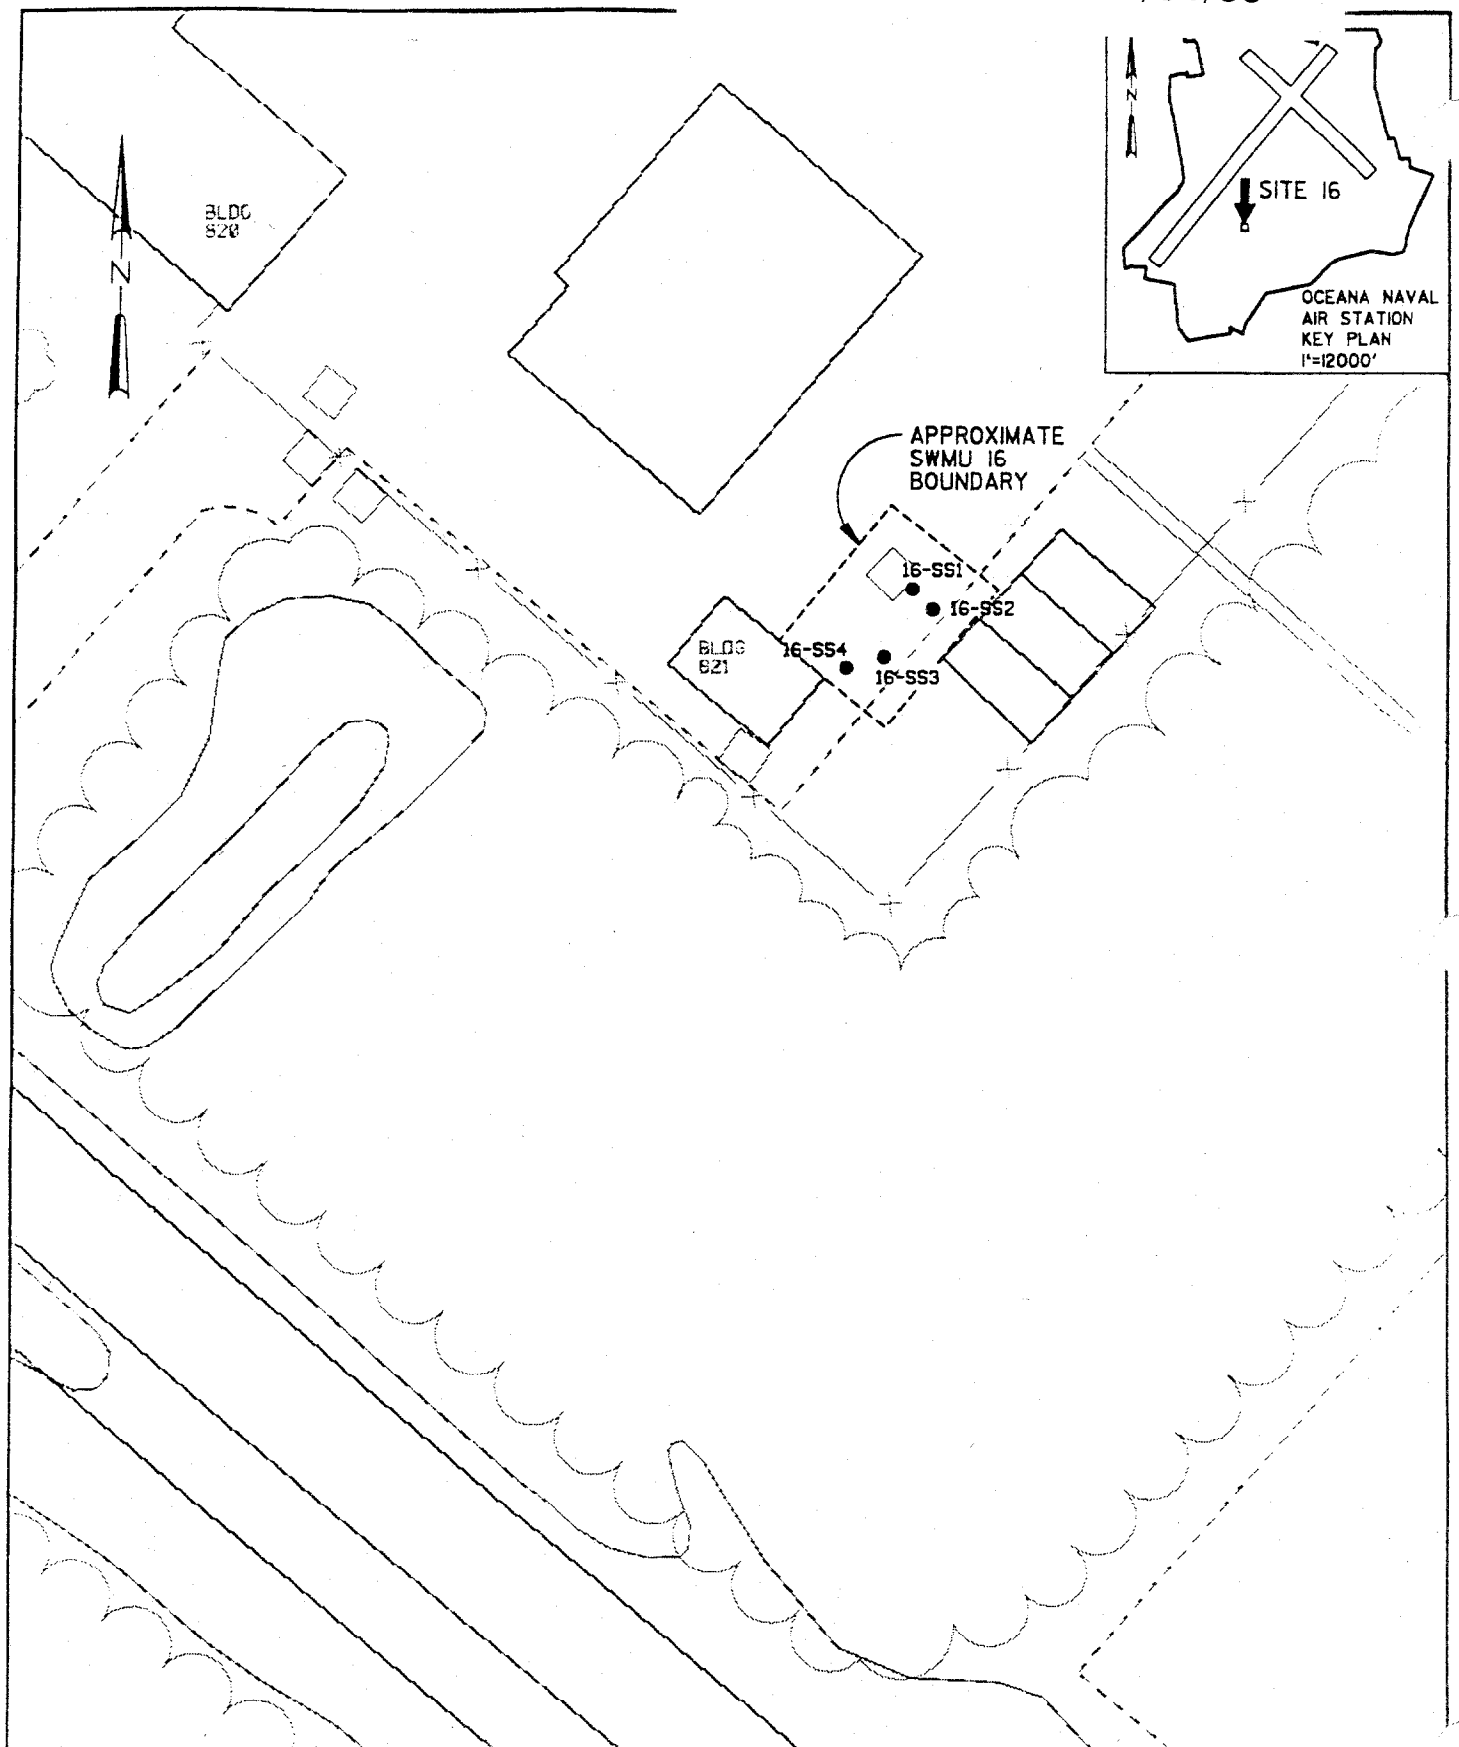 N
SITE 16
OCEANA NAVAL
AIR STATION
KEY PLAN
1"=12000'
BLDG
820
N
APPROXIMATE
SWMU 16
BOUNDARY
16-SS1
16-SS2
BLDG
821
16-SS4
16-SS3